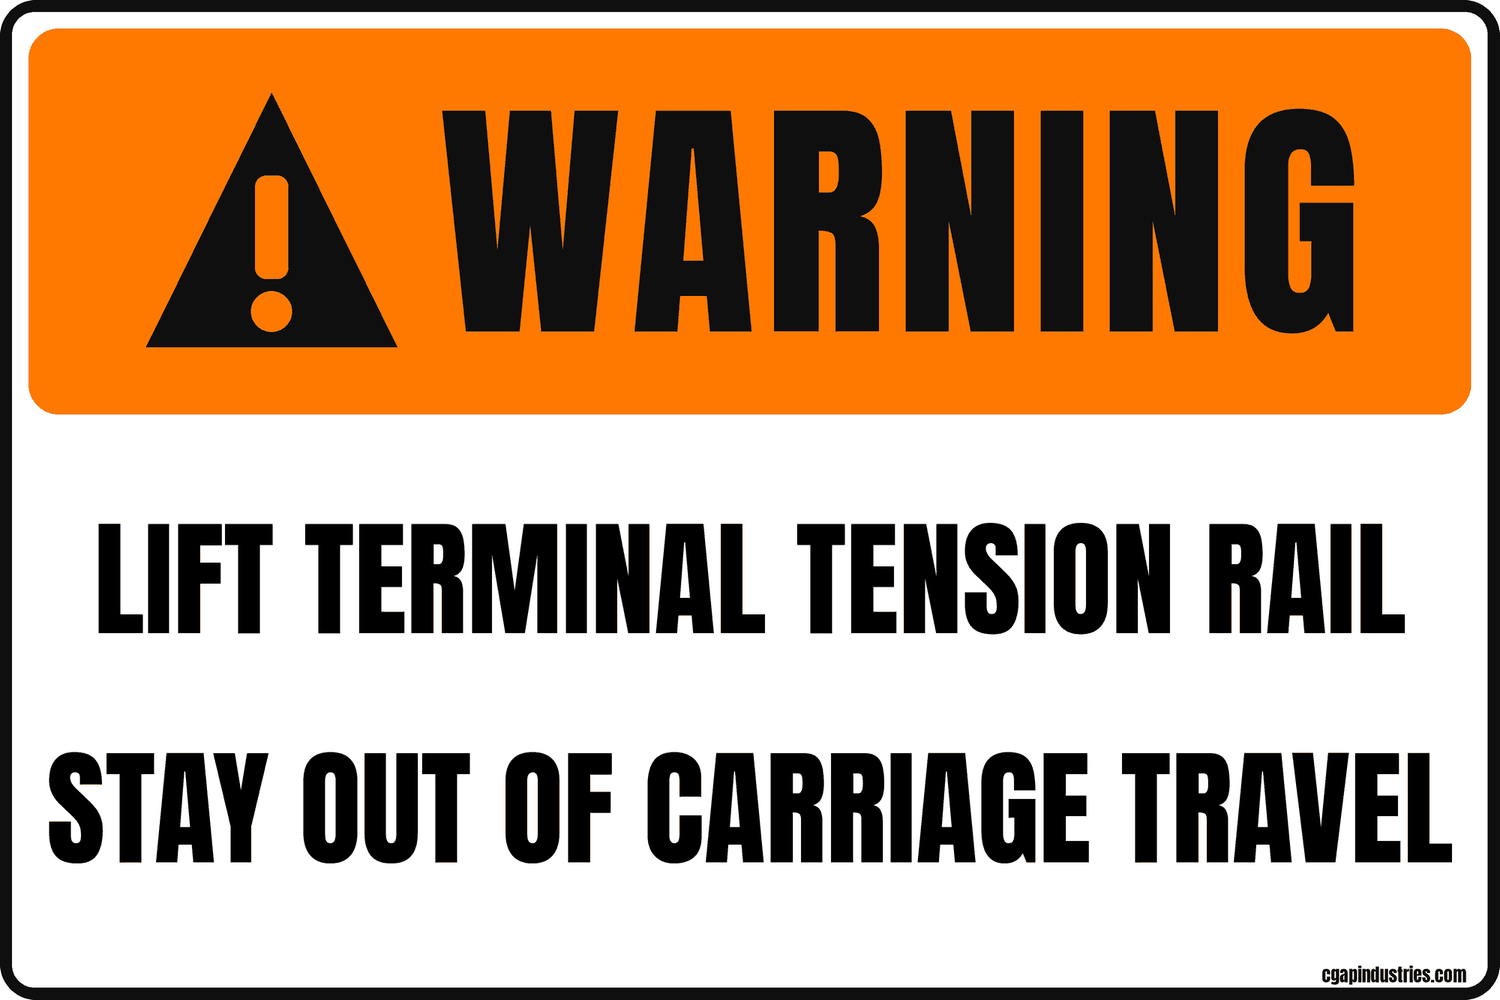 WARNING
LIFT TERMINAL TENSION RAIL
STAY OUT OF CARRIAGE TRAVEL
cgapindustries.com